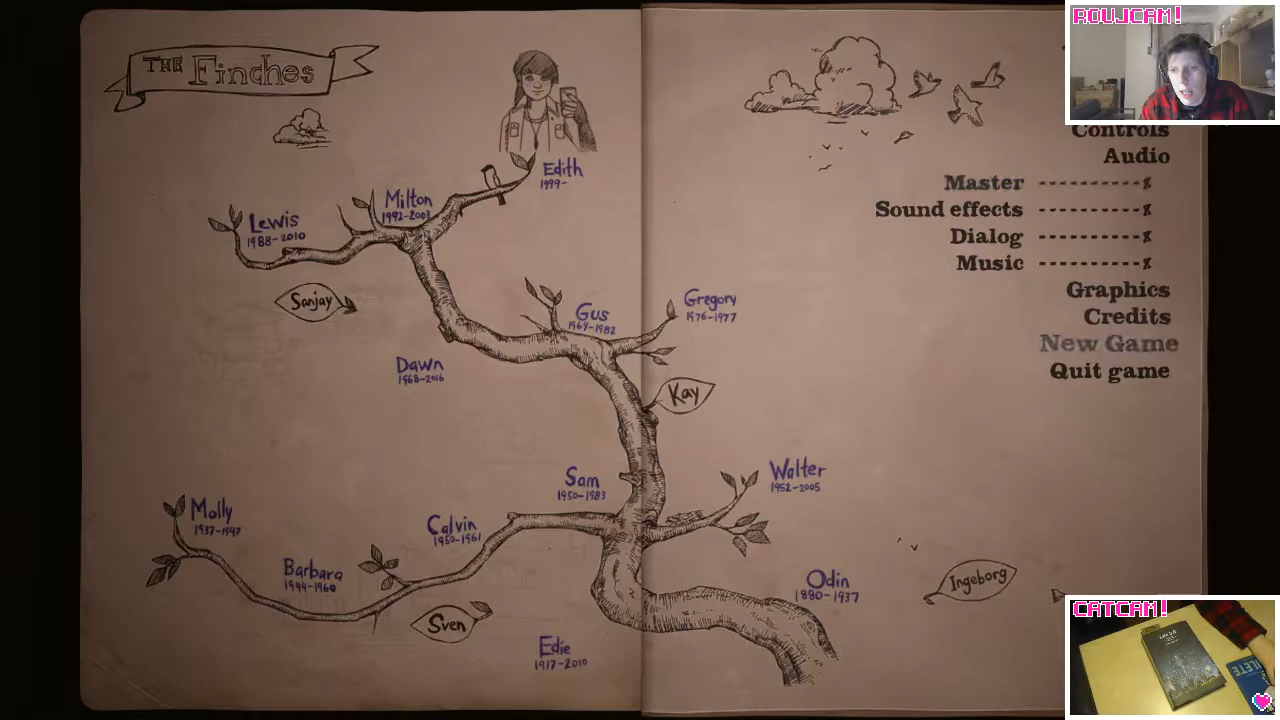 THE Finches
ROUJCAM!
Controls
Audio
Master
Sound effects
Dialog
Music
Graphics
Credits
New Game
Quit game
Edith
1999-
Milton
1992-2003
Lewis
1988-2010
Sanjay
Gus
1969-1982
Gregory
1976-1977
Dawn
1968-2016
Kay
Sam
1950-1983
Walter
1952-2005
Molly
1937-1947
Calvin
1950-1961
Barbara
1944-1960
Sven
Odin
1880-1937
Ingeborg
Edie
1917-2010
CATCAM!